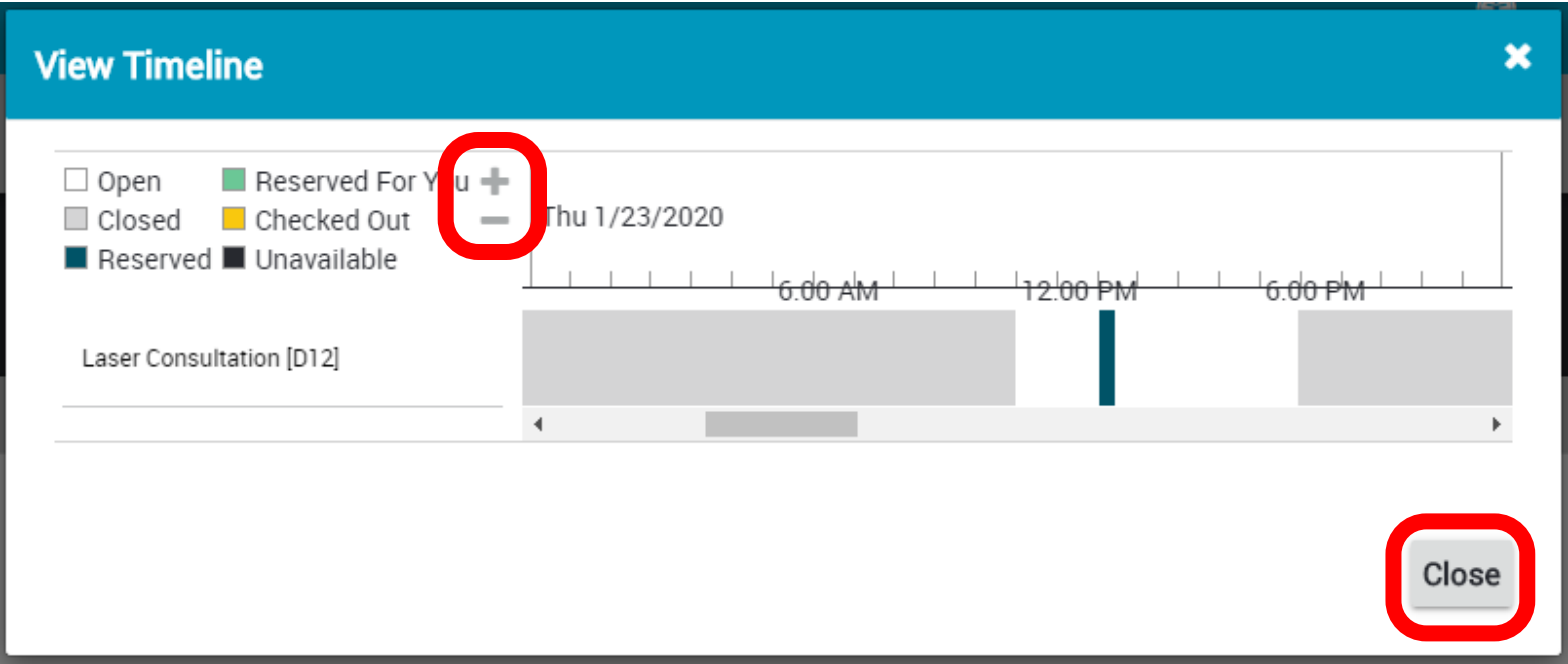 View Timeline
Open
Reserved For You
Closed
Checked Out
Reserved
Unavailable
Thu 1/23/2020
6:00 AM
12:00 PM
6:00 PM
Laser Consultation [D12]
Close